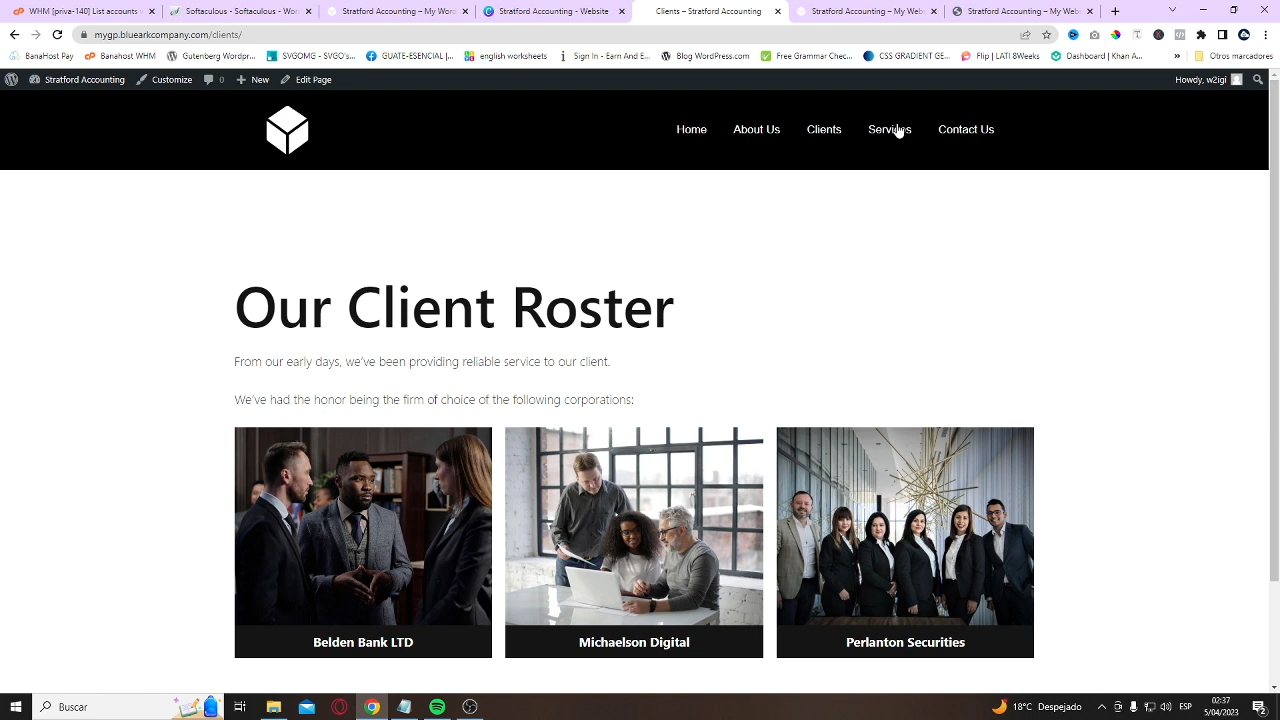 WHM [priva-140] List accounts
Softaculous - Softaculous - Wor
Stratford Accounting – My Wor
Stratford Accounting - Website
Clients – Stratford Accounting
Stratford Accounting – My Web
Stratford Accounting – My Web
mygp.blueark­company.com/clients/
BanaHost Pay
BanaHost WHM
Gutenberg Wordpr...
SVGOMG - SVGO's...
GUATE-ESENCIAL |...
english worksheets
Sign In - Earn And E...
Blog WordPress.com
Free Grammar Chec...
CSS GRADIENT GE...
Flip | LATI 8Weeks
Dashboard | Khan A...
»
Otros marcadores
Stratford Accounting
Customize
0
New
Edit Page
Howdy, w2igi
Home
About Us
Clients
Services
Contact Us
Our Client Roster
From our early days, we've been providing reliable service to our client.
We've had the honor being the firm of choice of the following corporations:
Belden Bank LTD
Michaelson Digital
Perlanton Securities
Buscar
18°C Despejado
ESP
02:37
5/04/2023
2